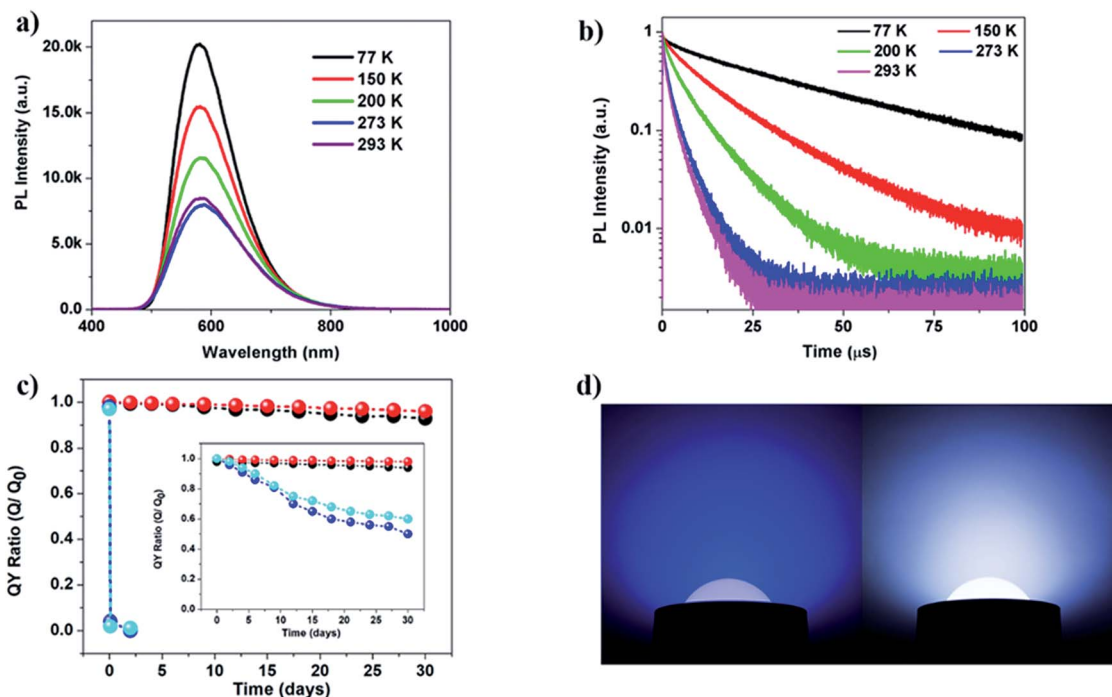 a)
20.0k
15.0k
10.0k
5.0k
0.0
PL Intensity (a.u.)
77 K
150 K
200 K
273 K
293 K
400 600 800 1000
Wavelength (nm)
b)
1
0.1
0.01
PL Intensity (a.u.)
77 K 150 K
200 K 273 K
293 K
0 25 50 75 100
Time (μs)
c)
1.0
0.8
0.6
0.4
0.2
0.0
QY Ratio (Q/ Q0)
0 5 10 15 20 25 30
Time (days)
1.0
0.8
0.6
0.4
0.2
0.0
QY Ratio (Q/ Q0)
0 5 10 15 20 25 30
Time (days)
d)